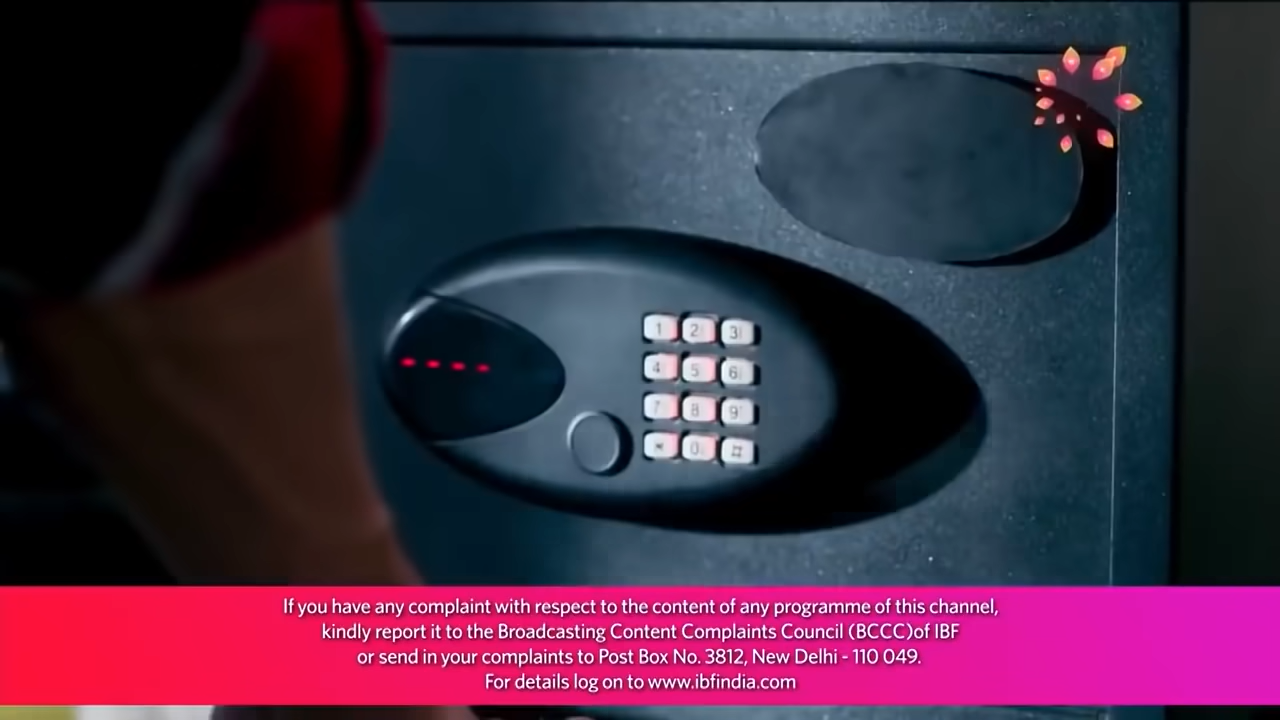 1 2 3
4 5 6
7 8 9
* 0 #
If you have any complaint with respect to the content of any programme of this channel,
kindly report it to the Broadcasting Content Complaints Council (BCCC)of IBF
or send in your complaints to Post Box No. 3812, New Delhi - 110 049.
For details log on to www.ibfindia.com